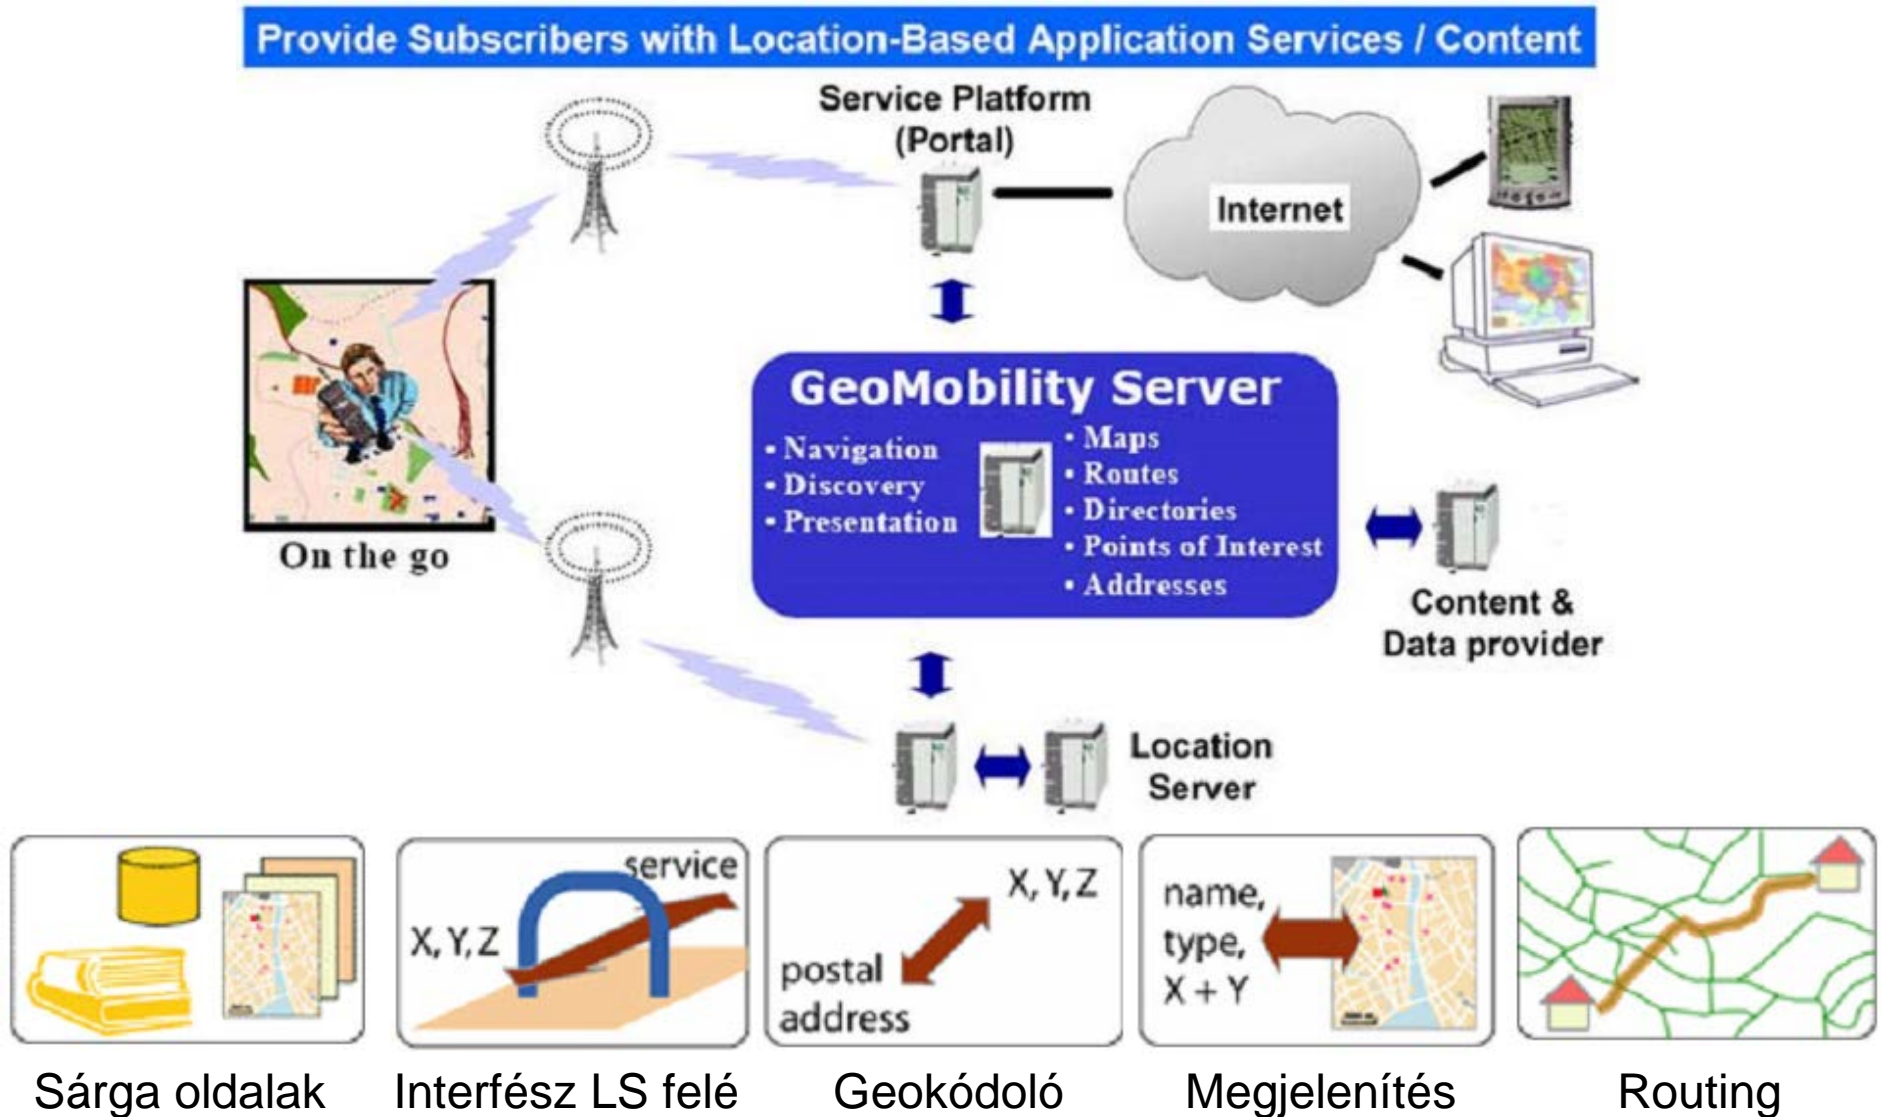 Provide Subscribers with Location-Based Application Services / Content
Service Platform
(Portal)
Internet
On the go
GeoMobility Server
• Navigation
• Discovery
• Presentation
• Maps
• Routes
• Directories
• Points of Interest
• Addresses
Content &
Data provider
Location
Server
X, Y, Z
service
postal
address
X, Y, Z
name,
type,
X + Y
Sárga oldalak
Interfész LS felé
Geokódoló
Megjelenítés
Routing